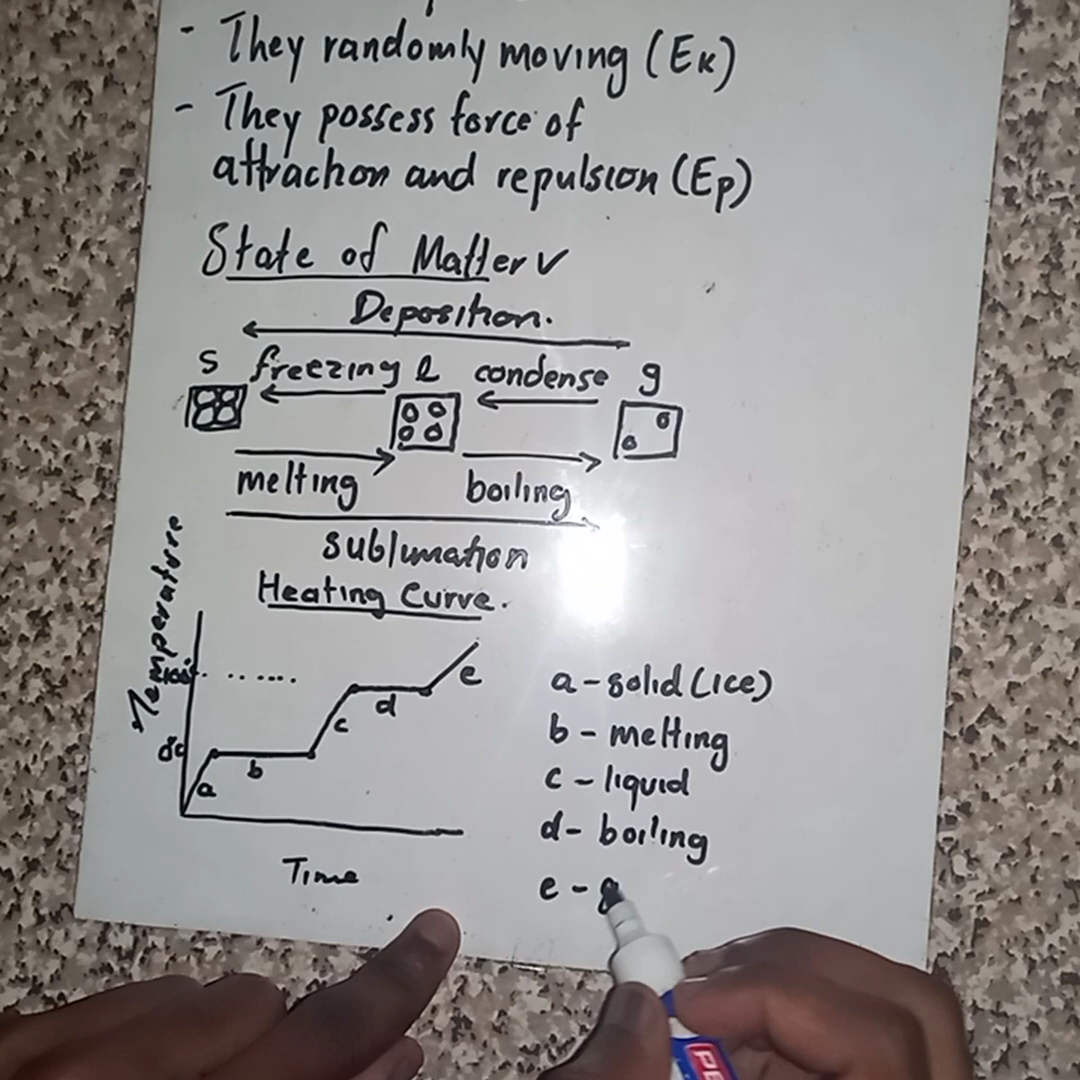 - They randomly moving (Ek)
- They possess force of
attraction and repulsion (Ep)
State of Matter
Deposition.
s freezing l condense g
melting boiling
sublimation
Heating Curve.
Temperature
e
d
c
b
a
Time
a - solid (ice)
b - melting
c - liquid
d - boiling
e - g
PE